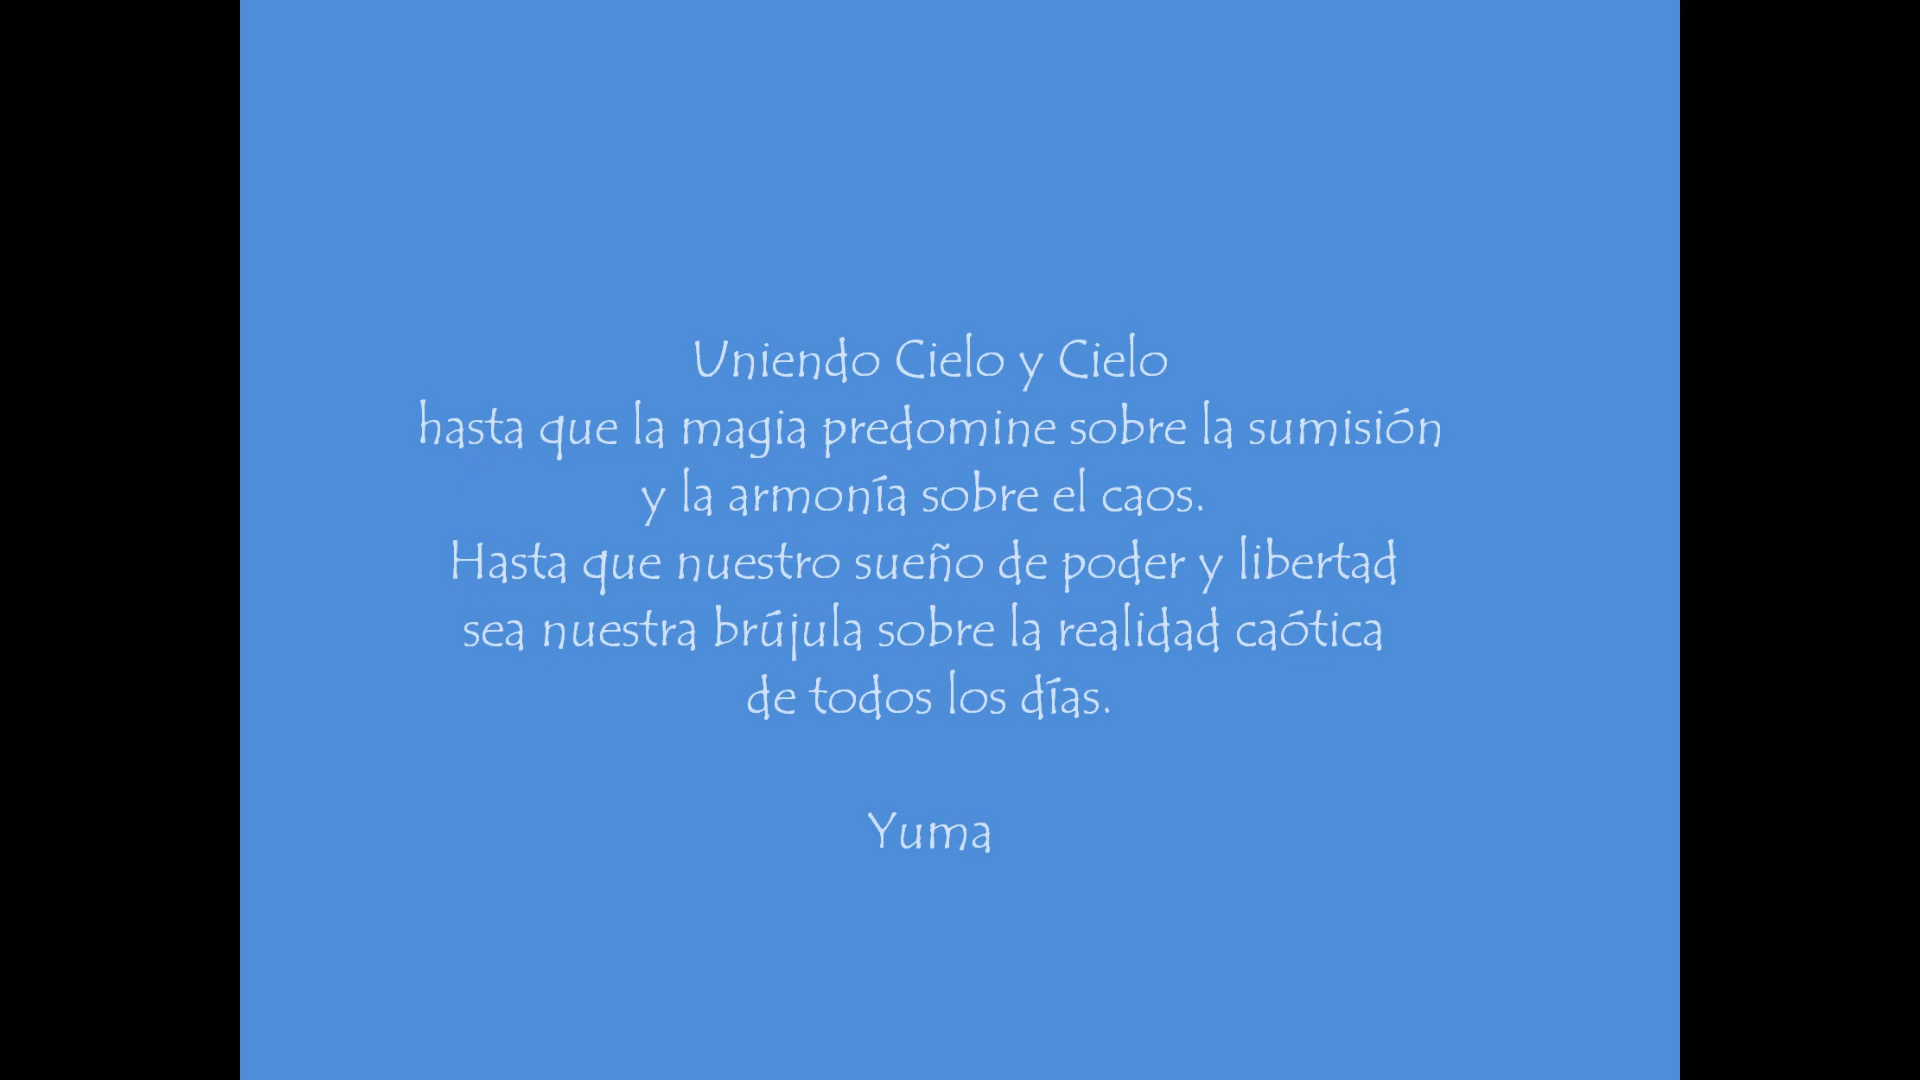 Uniendo Cielo y Cielo
hasta que la magia predomine sobre la sumisión
y la armonía sobre el caos.
Hasta que nuestro sueño de poder y libertad
sea nuestra brújula sobre la realidad caótica
de todos los días.
Yuma